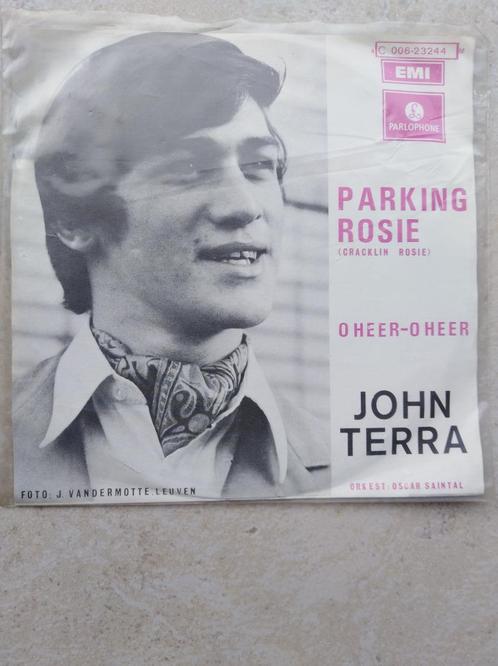 C 006-23244 M
EMI
PARLOPHONE
PARKING
ROSIE
(CRACKLIN ROSIE)
O HEER-O HEER
JOHN
TERRA
FOTO: J. VANDERMOTTE. LEUVEN
ORKEST: OSCAR SAINTAL